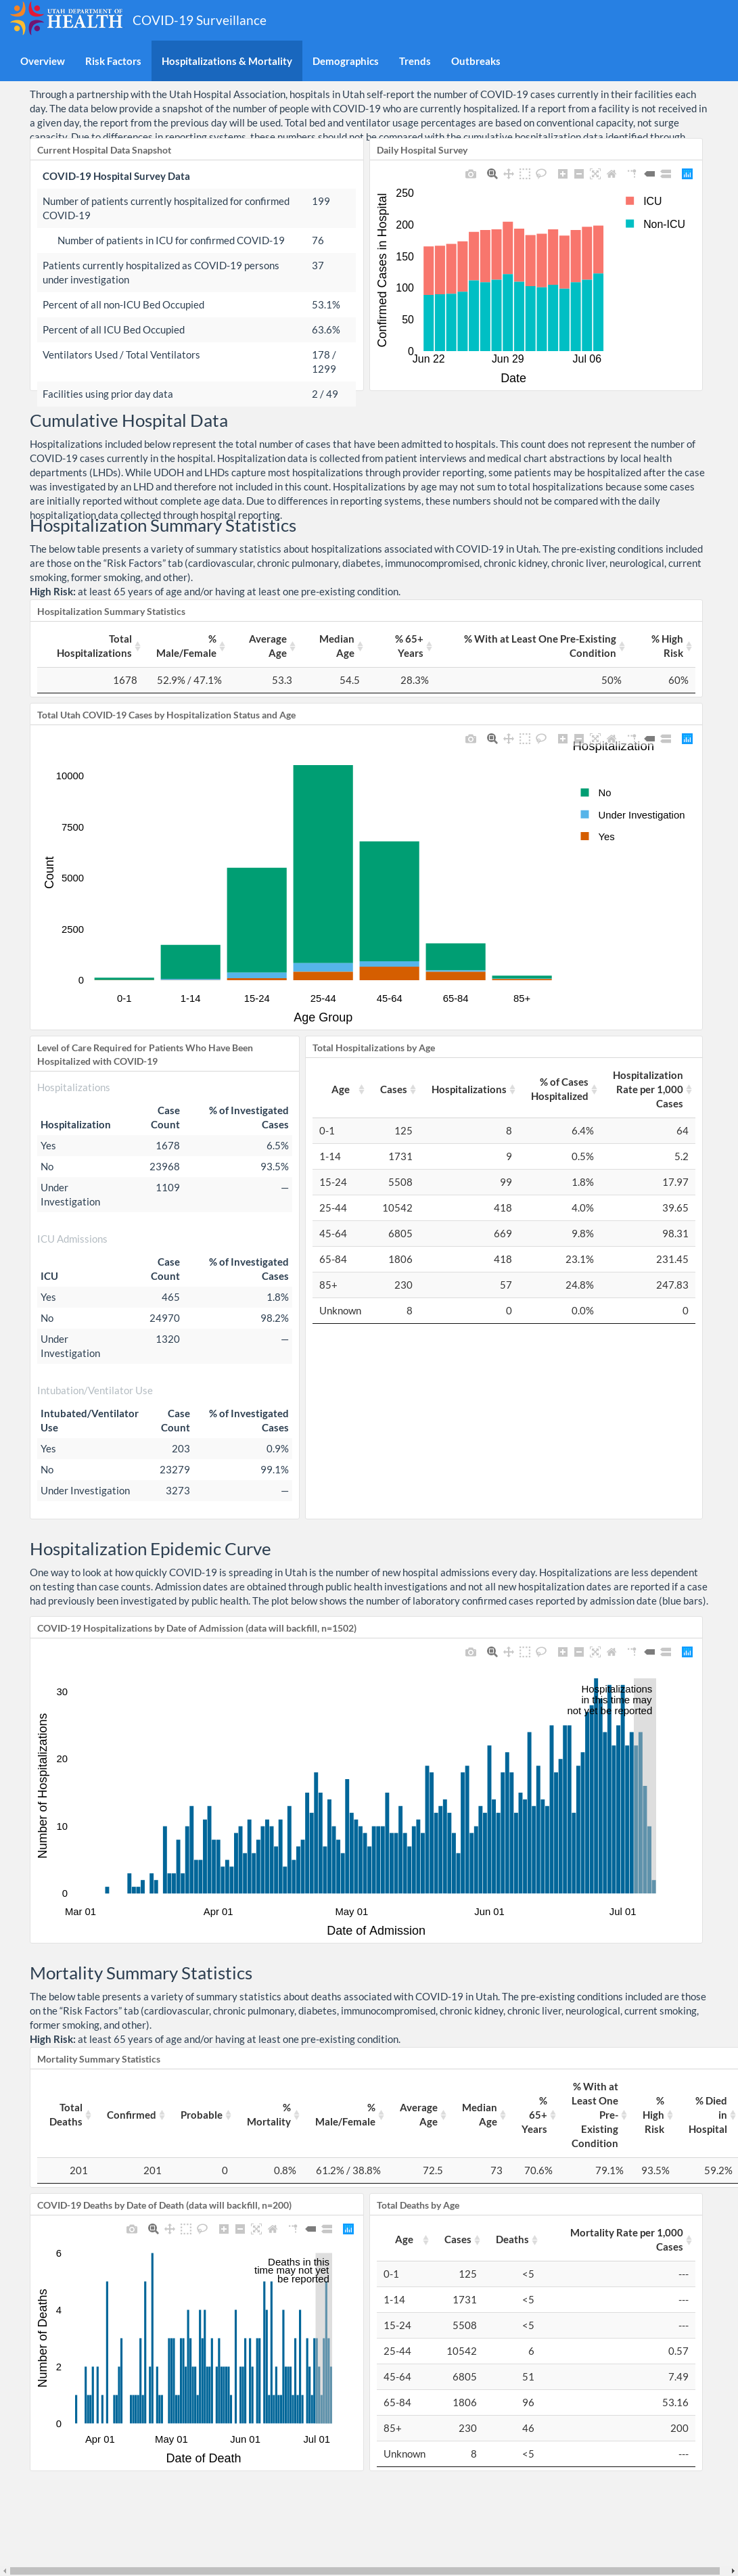 UTAH DEPARTMENT OF
HEALTH
COVID-19 Surveillance
Overview
Risk Factors
Hospitalizations & Mortality
Demographics
Trends
Outbreaks
Through a partnership with the Utah Hospital Association, hospitals in Utah self-report the number of COVID-19 cases currently in their facilities each
day. The data below provide a snapshot of the number of people with COVID-19 who are currently hospitalized. If a report from a facility is not received in
a given day, the report from the previous day will be used. Total bed and ventilator usage percentages are based on conventional capacity, not surge
capacity. Due to differences in reporting systems, these numbers should not be compared with the cumulative hospitalization data identified through
Current Hospital Data Snapshot
COVID-19 Hospital Survey Data
Number of patients currently hospitalized for confirmed 199
COVID-19
Number of patients in ICU for confirmed COVID-19 76
Patients currently hospitalized as COVID-19 persons 37
under investigation
Percent of all non-ICU Bed Occupied 53.1%
Percent of all ICU Bed Occupied 63.6%
Ventilators Used / Total Ventilators 178 /
1299
Facilities using prior day data 2 / 49
Daily Hospital Survey
Confirmed Cases in Hospital
250
200
150
100
50
0
Jun 22
Jun 29
Jul 06
Date
ICU
Non-ICU
Cumulative Hospital Data
Hospitalizations included below represent the total number of cases that have been admitted to hospitals. This count does not represent the number of
COVID-19 cases currently in the hospital. Hospitalization data is collected from patient interviews and medical chart abstractions by local health
departments (LHDs). While UDOH and LHDs capture most hospitalizations through provider reporting, some patients may be hospitalized after the case
was investigated by an LHD and therefore not included in this count. Hospitalizations by age may not sum to total hospitalizations because some cases
are initially reported without complete age data. Due to differences in reporting systems, these numbers should not be compared with the daily
hospitalization data collected through hospital reporting.
Hospitalization Summary Statistics
The below table presents a variety of summary statistics about hospitalizations associated with COVID-19 in Utah. The pre-existing conditions included
are those on the “Risk Factors” tab (cardiovascular, chronic pulmonary, diabetes, immunocompromised, chronic kidney, chronic liver, neurological, current
smoking, former smoking, and other).
High Risk: at least 65 years of age and/or having at least one pre-existing condition.
Hospitalization Summary Statistics
Total % Average Median % 65+ % With at Least One Pre-Existing % High
Hospitalizations Male/Female Age Age Years Condition Risk
1678 52.9% / 47.1% 53.3 54.5 28.3% 50% 60%
Total Utah COVID-19 Cases by Hospitalization Status and Age
Count
10000
7500
5000
2500
0
0-1
1-14
15-24
25-44
45-64
65-84
85+
Age Group
Hospitalization
No
Under Investigation
Yes
Level of Care Required for Patients Who Have Been
Hospitalized with COVID-19
Hospitalizations
Case % of Investigated
Hospitalization Count Cases
Yes 1678 6.5%
No 23968 93.5%
Under 1109 —
Investigation
ICU Admissions
Case % of Investigated
ICU Count Cases
Yes 465 1.8%
No 24970 98.2%
Under 1320 —
Investigation
Intubation/Ventilator Use
Intubated/Ventilator Case % of Investigated
Use Count Cases
Yes 203 0.9%
No 23279 99.1%
Under Investigation 3273 —
Total Hospitalizations by Age
Hospitalization
% of Cases Rate per 1,000
Age Cases Hospitalizations Hospitalized Cases
0-1 125 8 6.4% 64
1-14 1731 9 0.5% 5.2
15-24 5508 99 1.8% 17.97
25-44 10542 418 4.0% 39.65
45-64 6805 669 9.8% 98.31
65-84 1806 418 23.1% 231.45
85+ 230 57 24.8% 247.83
Unknown 8 0 0.0% 0
Hospitalization Epidemic Curve
One way to look at how quickly COVID-19 is spreading in Utah is the number of new hospital admissions every day. Hospitalizations are less dependent
on testing than case counts. Admission dates are obtained through public health investigations and not all new hospitalization dates are reported if a case
had previously been investigated by public health. The plot below shows the number of laboratory confirmed cases reported by admission date (blue bars).
COVID-19 Hospitalizations by Date of Admission (data will backfill, n=1502)
Number of Hospitalizations
30
20
10
0
Hospitalizations
in this time may
not yet be reported
Mar 01
Apr 01
May 01
Jun 01
Jul 01
Date of Admission
Mortality Summary Statistics
The below table presents a variety of summary statistics about deaths associated with COVID-19 in Utah. The pre-existing conditions included are those
on the “Risk Factors” tab (cardiovascular, chronic pulmonary, diabetes, immunocompromised, chronic kidney, chronic liver, neurological, current smoking,
former smoking, and other).
High Risk: at least 65 years of age and/or having at least one pre-existing condition.
Mortality Summary Statistics
% With at
% Least One % % Died
Total % % Average Median 65+ Pre- High in
Deaths Confirmed Probable Mortality Male/Female Age Age Years Existing Risk Hospital
Condition
201 201 0 0.8% 61.2% / 38.8% 72.5 73 70.6% 79.1% 93.5% 59.2%
COVID-19 Deaths by Date of Death (data will backfill, n=200)
Number of Deaths
6
4
2
0
Deaths in this
time may not yet
be reported
Apr 01
May 01
Jun 01
Jul 01
Date of Death
Total Deaths by Age
Mortality Rate per 1,000
Age Cases Deaths Cases
0-1 125 <5 ---
1-14 1731 <5 ---
15-24 5508 <5 ---
25-44 10542 6 0.57
45-64 6805 51 7.49
65-84 1806 96 53.16
85+ 230 46 200
Unknown 8 <5 ---